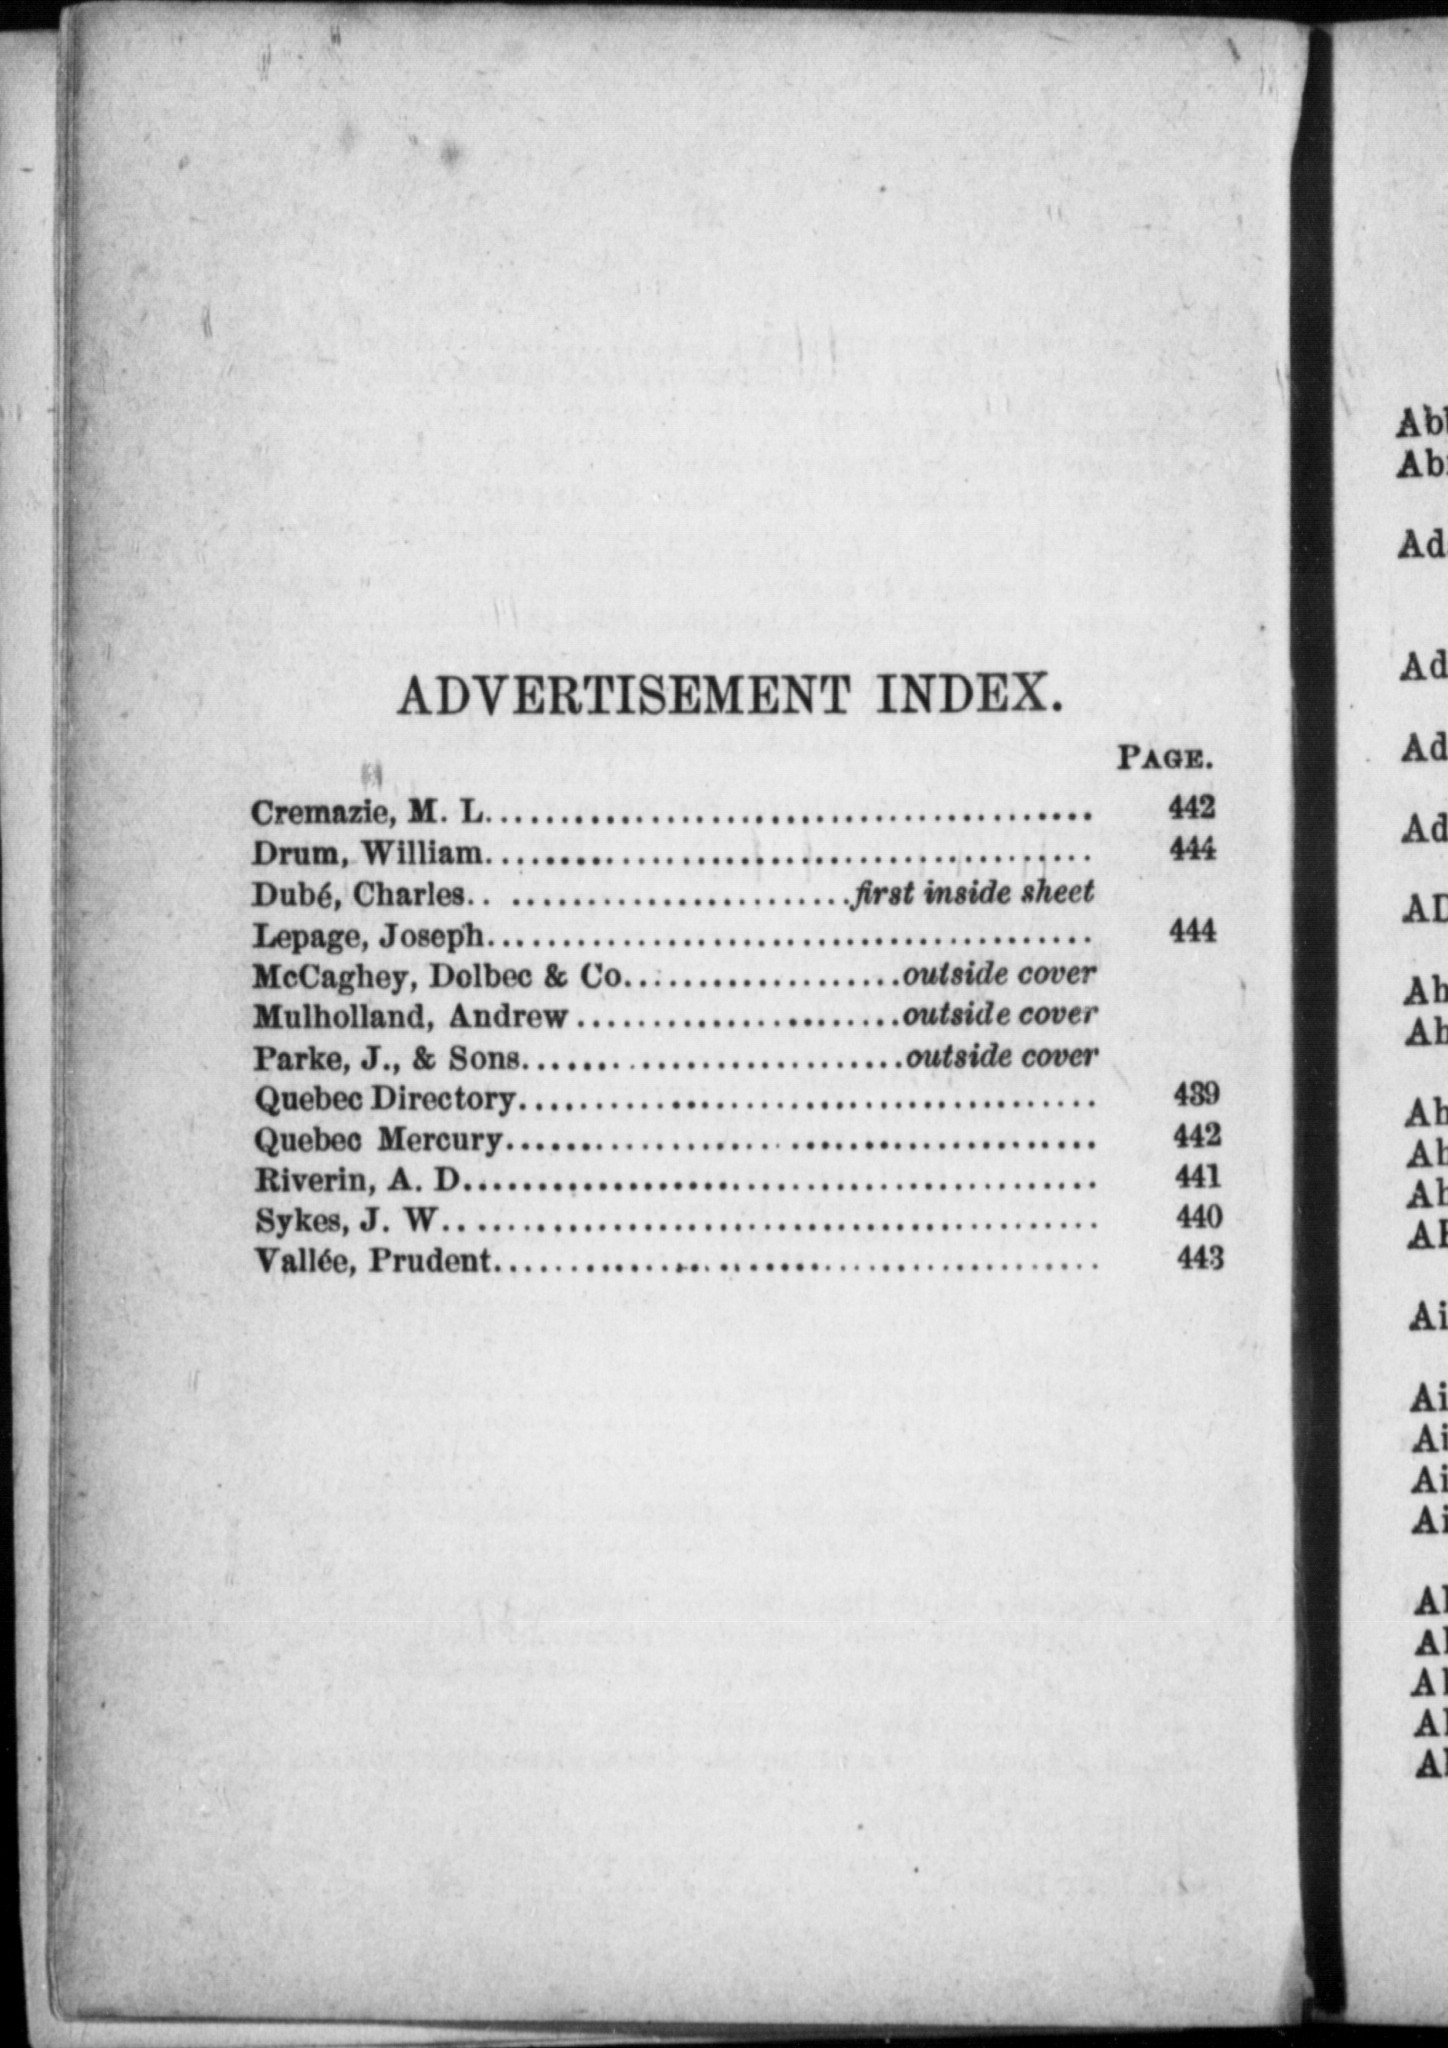 ADVERTISEMENT INDEX.
PAGE.
Cremazie, M. L........................................... 442
Drum, William........................................... 444
Dubé, Charles.. .......................first inside sheet
Lepage, Joseph.......................................... 444
McCaghey, Dolbec & Co....................outside cover
Mulholland, Andrew ......................outside cover
Parke, J., & Sons..........................outside cover
Quebec Directory....................................... 439
Quebec Mercury........................................ 442
Riverin, A. D........................................... 441
Sykes, J. W............................................. 440
Vallée, Prudent......................................... 443